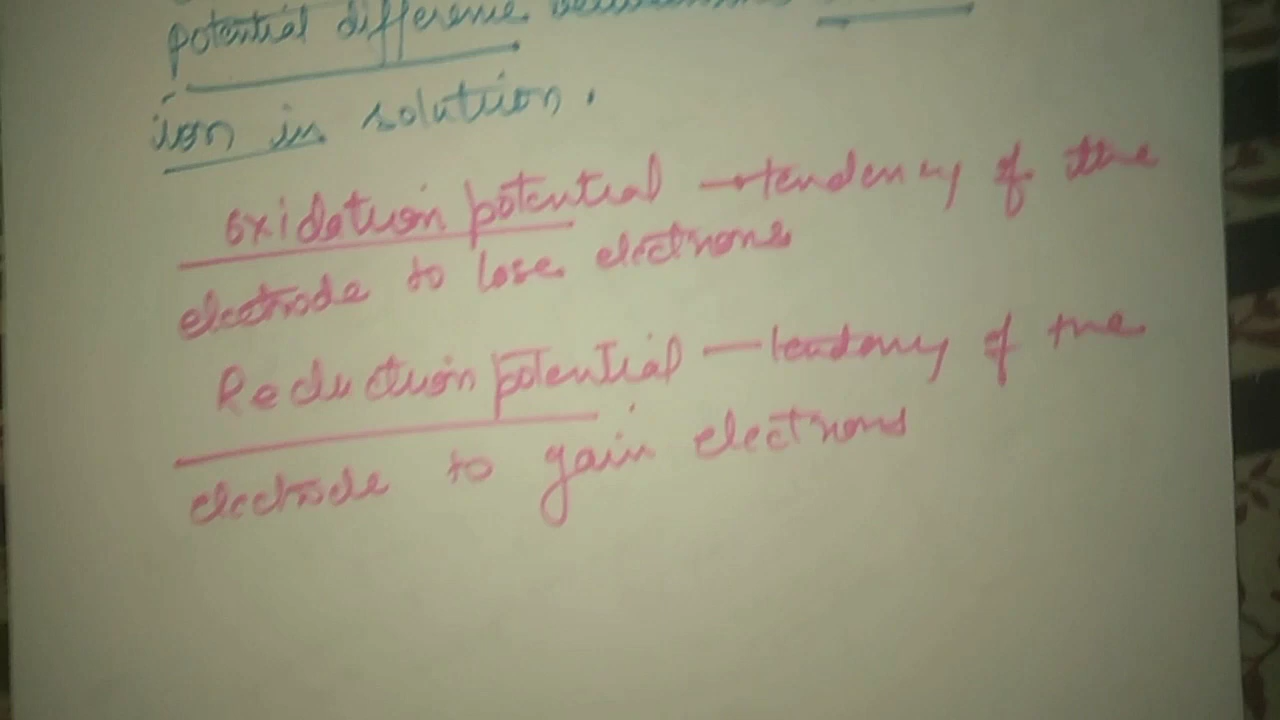 potential difference
ion in solution.
Oxidation potential → tendency of the
electrode to lose electrons
Reduction potential — tendency of the
electrode to gain electrons